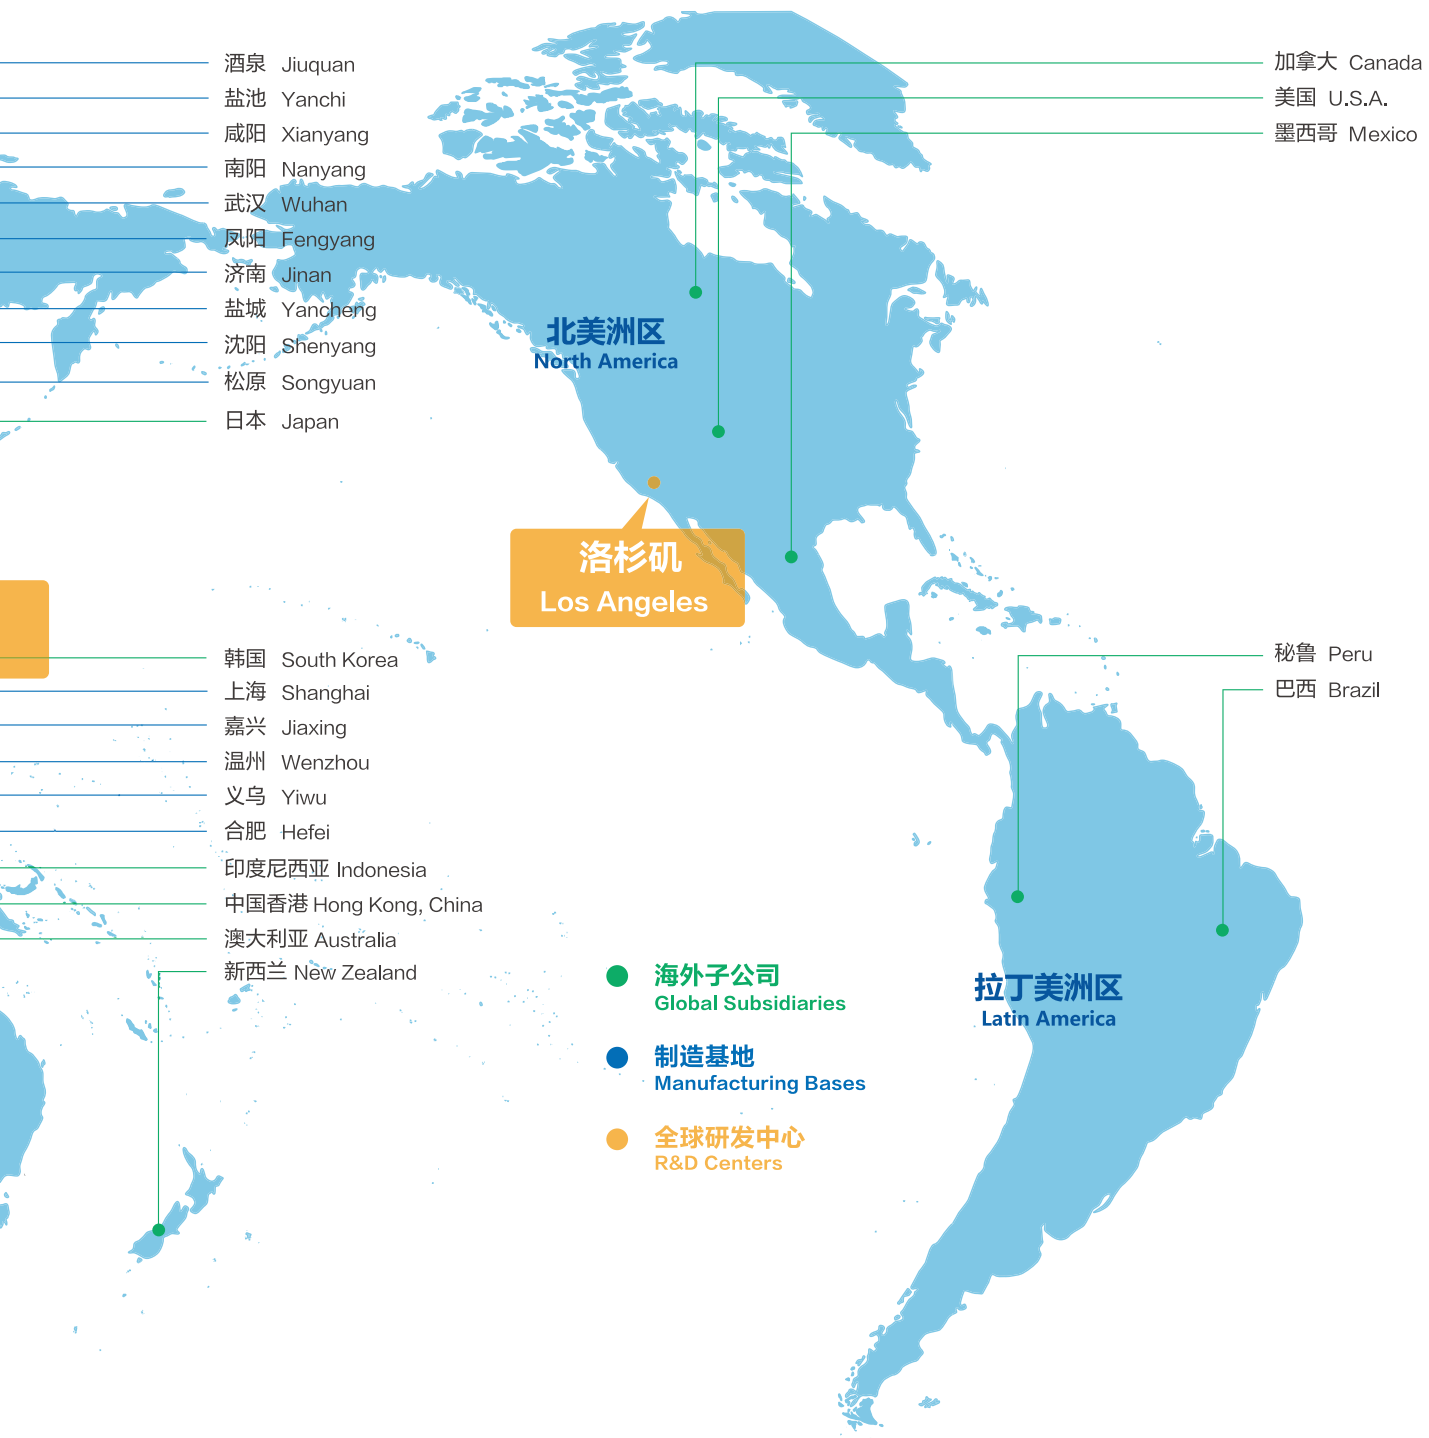 酒泉 Jiuquan
盐池 Yanchi
咸阳 Xianyang
南阳 Nanyang
武汉 Wuhan
凤阳 Fengyang
济南 Jinan
盐城 Yancheng
沈阳 Shenyang
松原 Songyuan
日本 Japan
韩国 South Korea
上海 Shanghai
嘉兴 Jiaxing
温州 Wenzhou
义乌 Yiwu
合肥 Hefei
印度尼西亚 Indonesia
中国香港 Hong Kong, China
澳大利亚 Australia
新西兰 New Zealand
北美洲区
North America
洛杉矶
Los Angeles
加拿大 Canada
美国 U.S.A.
墨西哥 Mexico
秘鲁 Peru
巴西 Brazil
拉丁美洲区
Latin America
海外子公司
Global Subsidiaries
制造基地
Manufacturing Bases
全球研发中心
R&D Centers